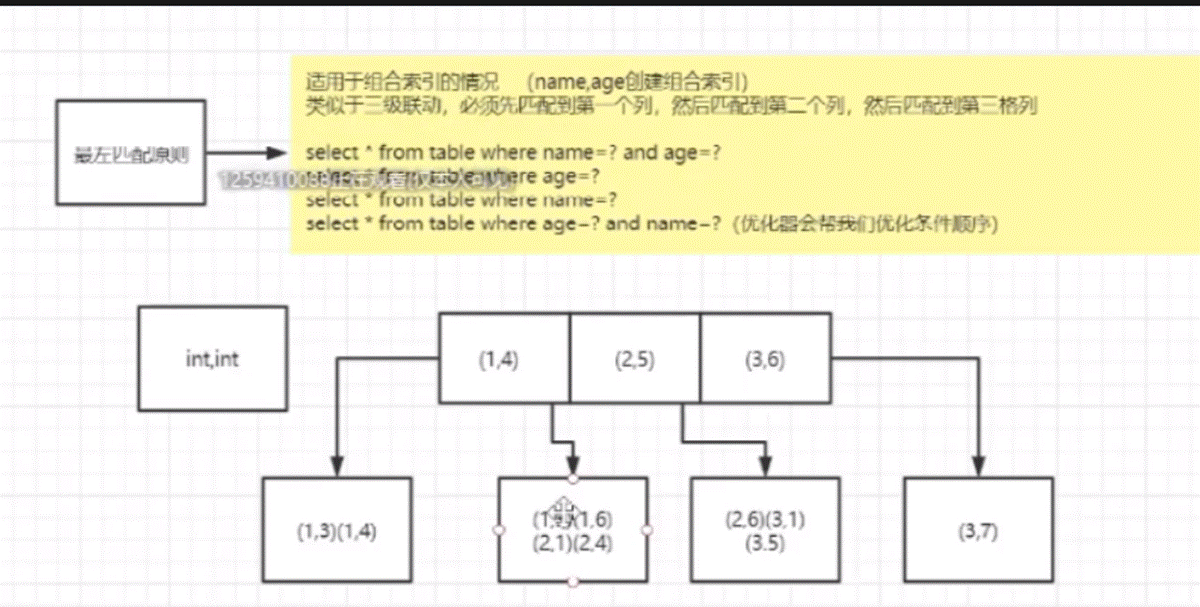 适用于组合索引的情况 (name,age创建组合索引)
类似于三级联动，必须先匹配到第一个列，然后匹配到第二个列，然后匹配到第三格列
最左匹配原则
select * from table where name=? and age=?
select * from table where age=?
select * from table where name=?
select * from table where age=? and name=?（优化器会帮我们优化条件顺序）
int,int
(1,4)
(2,5)
(3,6)
(1,3)(1,4)
(1,6)
(2,1)(2,4)
(2,6)(3,1)
(3.5)
(3,7)